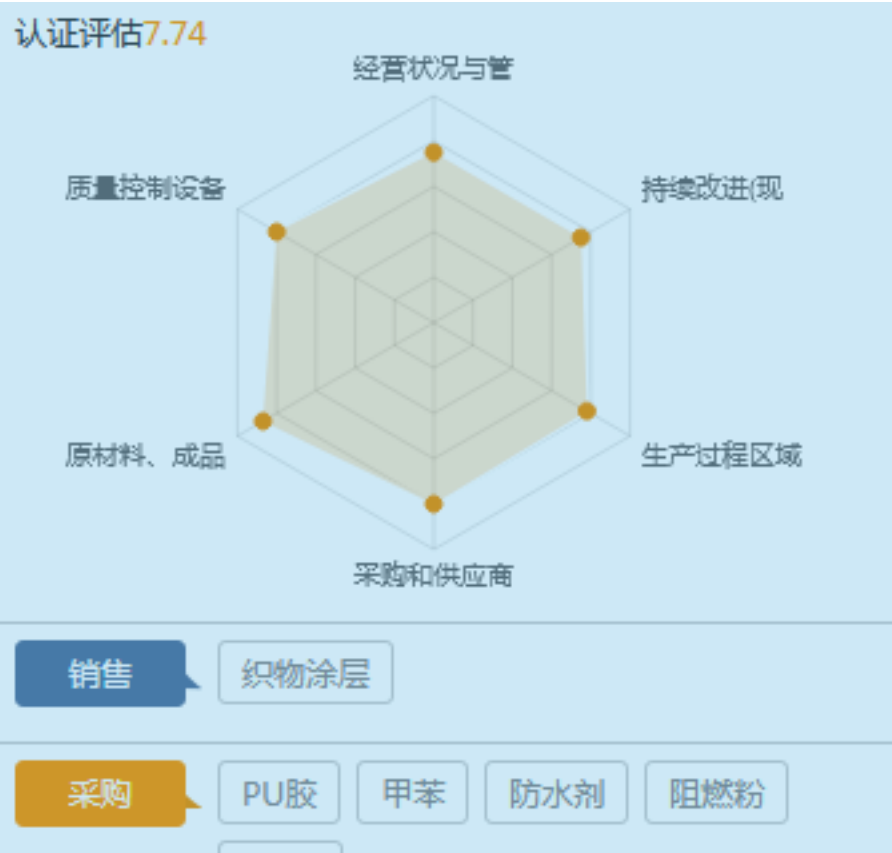 认证评估7.74
经营状况与管
质量控制设备
持续改进(现
原材料、成品
生产过程区域
采购和供应商
销售 织物涂层
采购 PU胶 甲苯 防水剂 阻燃粉